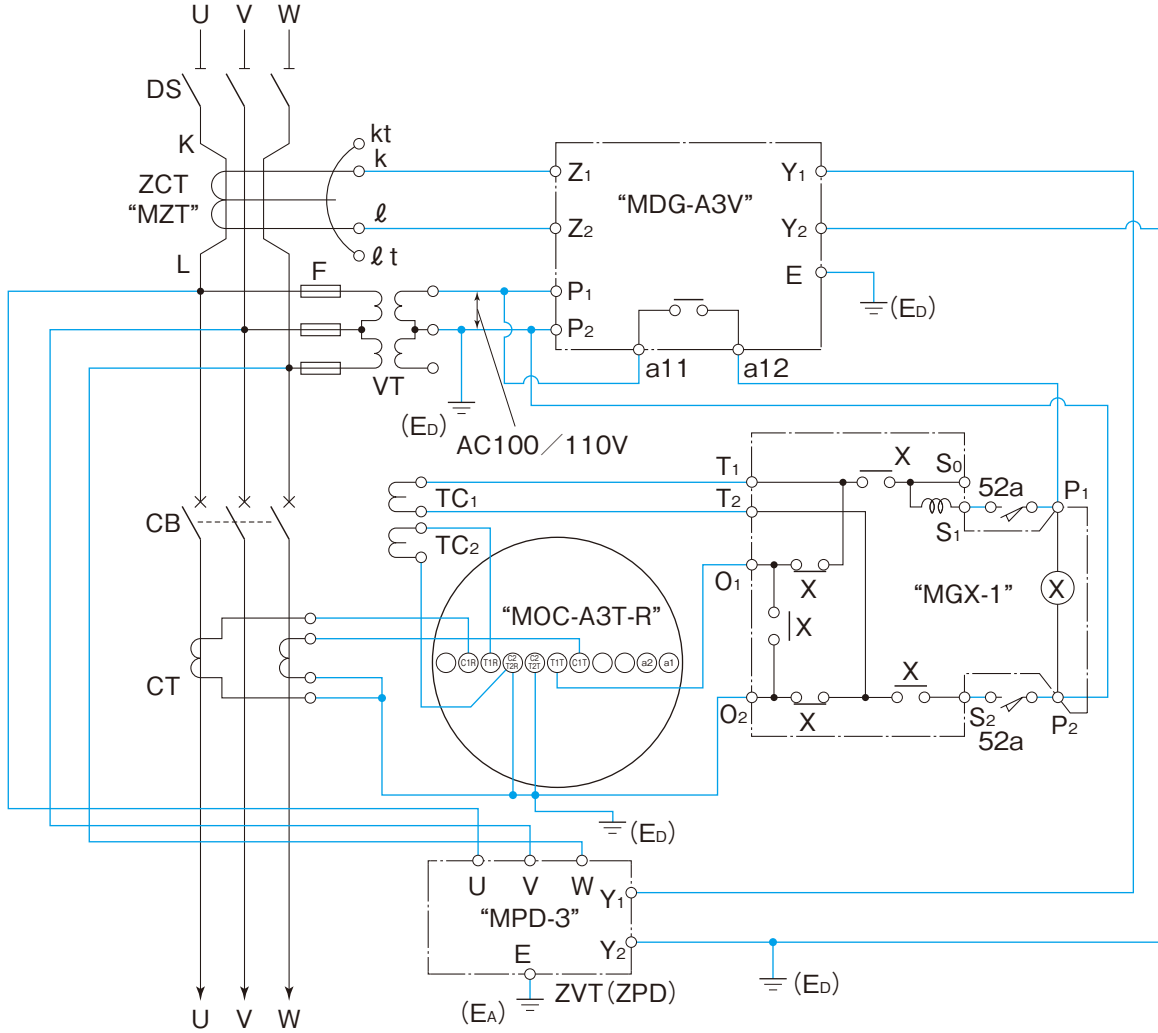 U V W
DS
K
kt
k
ZCT
“MZT”
ℓ
ℓt
L
F
VT
(ED)
AC100／110V
Z1
Z2
P1
P2
“MDG-A3V”
Y1
Y2
E
(ED)
a11
a12
CB
TC1
TC2
T1
T2
X
S0
S1
52a
P1
O1
X
X
“MGX-1”
X
O2
X
X
S2
52a
P2
“MOC-A3T-R”
C1R T1R C2 T2R C2 T2T T1T C1T a2 a1
CT
(ED)
U V W
Y1
“MPD-3”
Y2
E
(EA)
ZVT(ZPD)
(ED)
U V W